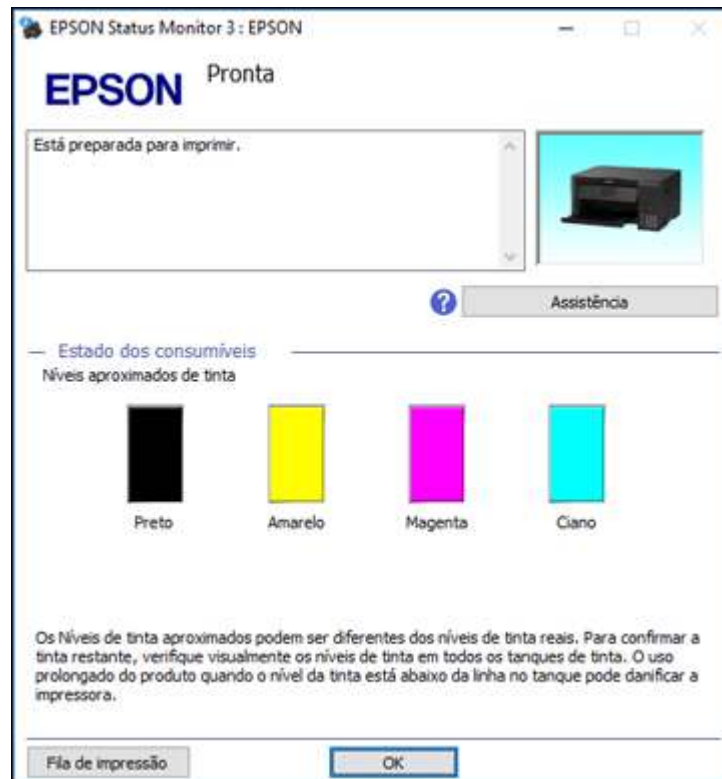 EPSON Status Monitor 3 : EPSON
EPSON
Pronta
Está preparada para imprimir.
Assistência
Estado dos consumíveis
Níveis aproximados de tinta
Preto
Amarelo
Magenta
Ciano
Os Níveis de tinta aproximados podem ser diferentes dos níveis de tinta reais. Para confirmar a
tinta restante, verifique visualmente os níveis de tinta em todos os tanques de tinta. O uso
prolongado do produto quando o nível da tinta está abaixo da linha no tanque pode danificar a
impressora.
Fila de impressão
OK